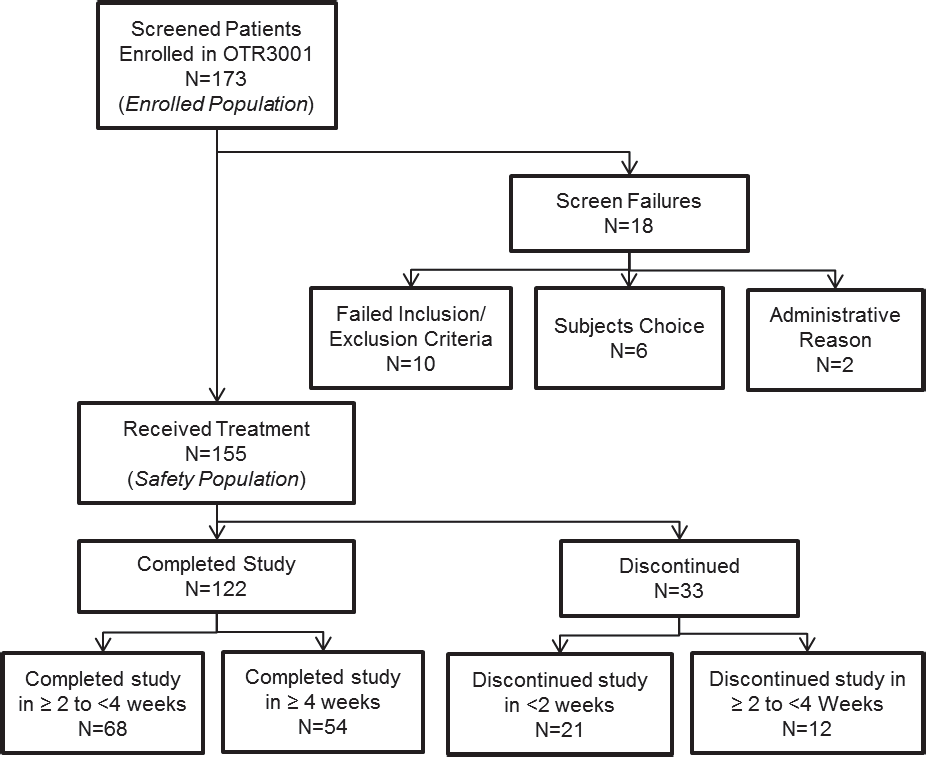 Screened Patients
Enrolled in OTR3001
N=173
(Enrolled Population)
Screen Failures
N=18
Failed Inclusion/
Exclusion Criteria
N=10
Subjects Choice
N=6
Administrative
Reason
N=2
Received Treatment
N=155
(Safety Population)
Completed Study
N=122
Discontinued
N=33
Completed study
in ≥ 2 to <4 weeks
N=68
Completed study
in ≥ 4 weeks
N=54
Discontinued study
in <2 weeks
N=21
Discontinued study in
≥ 2 to <4 Weeks
N=12